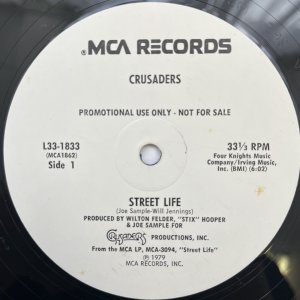 ®MCA RECORDS
CRUSADERS
PROMOTIONAL USE ONLY - NOT FOR SALE
L33-1833
(MCA1862)
Side 1
33⅓ RPM
Four Knights Music
Company/Irving Music,
Inc. (BMI) (6:02)
STREET LIFE
(Joe Sample-Will Jennings)
PRODUCED BY WILTON FELDER, "STIX" HOOPER
& JOE SAMPLE FOR
CRUSADERS PRODUCTIONS, INC.
From the MCA LP, MCA-3094, "Street Life"
℗ 1979
MCA RECORDS, INC.